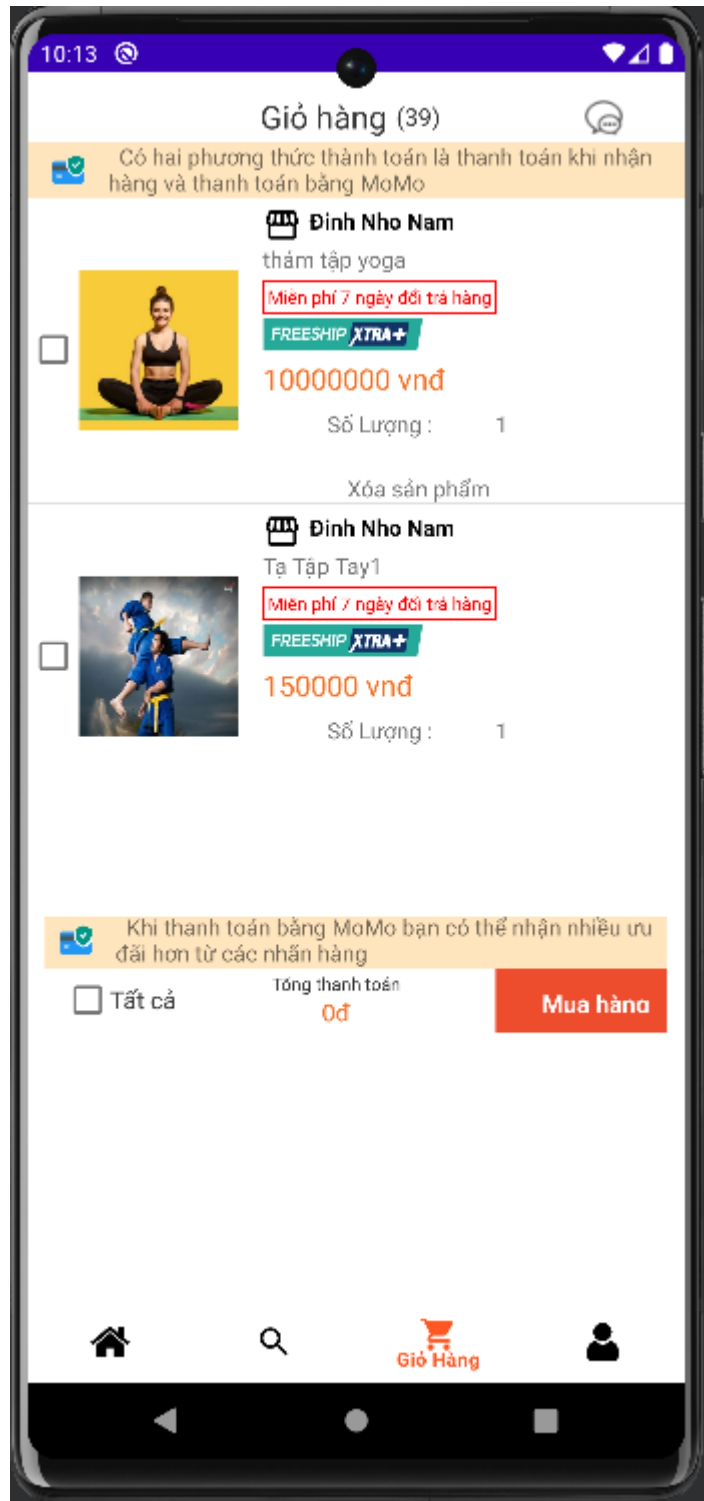 10:13
Giỏ hàng (39)
Có hai phương thức thành toán là thanh toán khi nhận
hàng và thanh toán bằng MoMo
Đinh Nho Nam
thảm tập yoga
Miễn phí 7 ngày đổi trả hàng
FREESHIP XTRA+
10000000 vnđ
Số Lượng : 1
Xóa sản phẩm
Đinh Nho Nam
Tạ Tập Tay1
Miễn phí 7 ngày đổi trả hàng
FREESHIP XTRA+
150000 vnđ
Số Lượng : 1
Khi thanh toán bằng MoMo bạn có thể nhận nhiều ưu
đãi hơn từ các nhãn hàng
Tất cả
Tổng thanh toán
0đ
Mua hàng
Giỏ Hàng